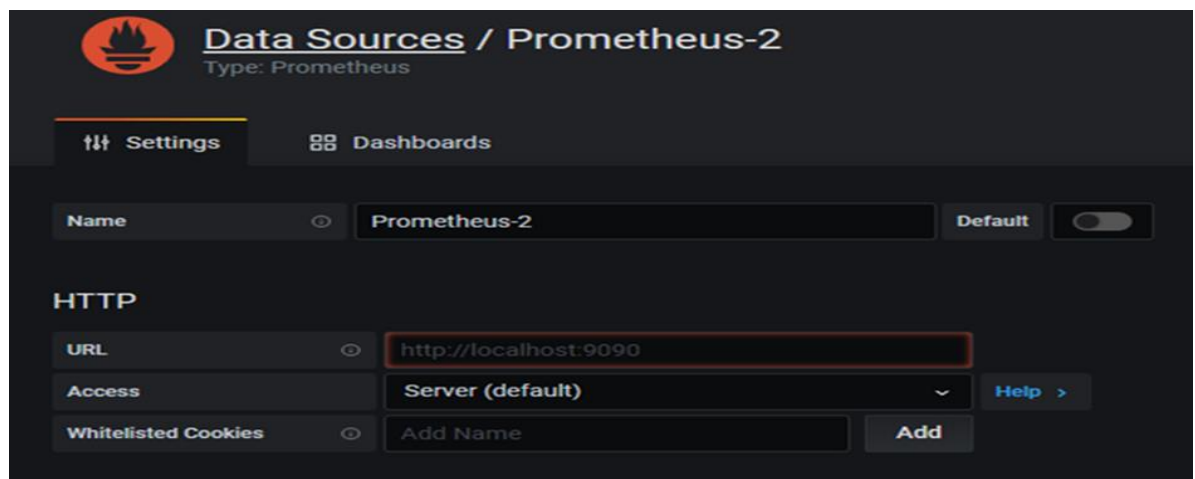 Data Sources / Prometheus-2
Type: Prometheus
Settings Dashboards
Name Prometheus-2 Default
HTTP
URL http://localhost:9090
Access Server (default) Help >
Whitelisted Cookies Add Name Add